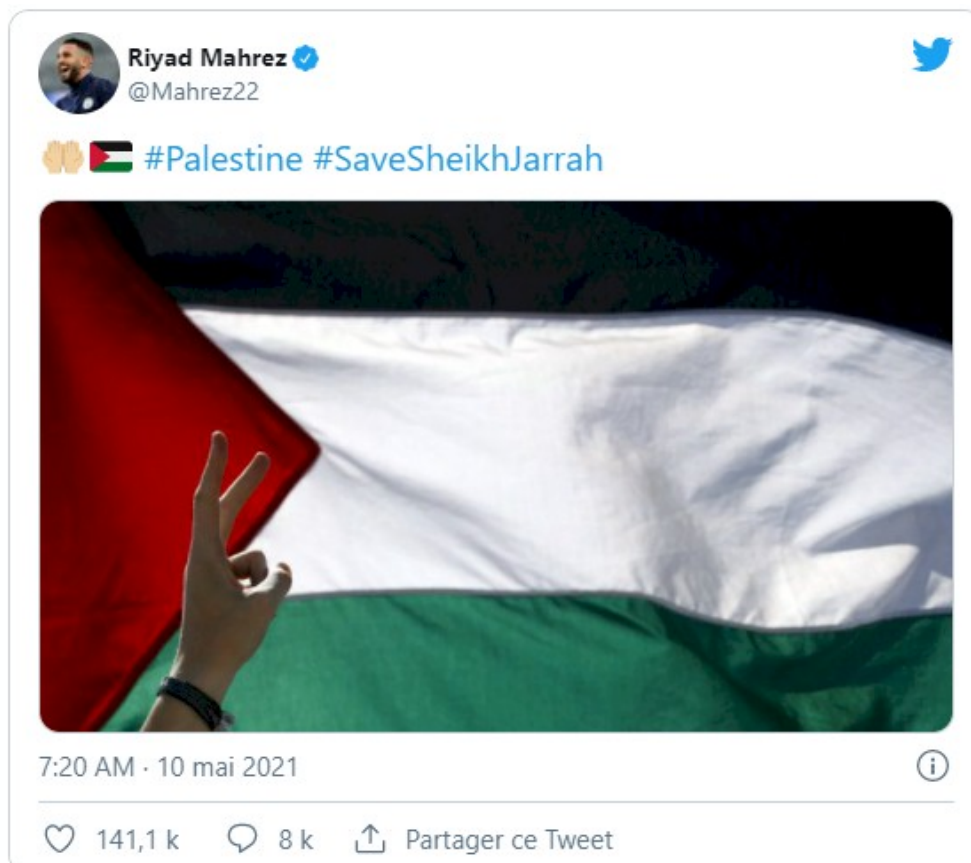 Riyad Mahrez
@Mahrez22
🤲🏼🇵🇸 #Palestine #SaveSheikhJarrah
7:20 AM · 10 mai 2021
141,1 k 8 k Partager ce Tweet